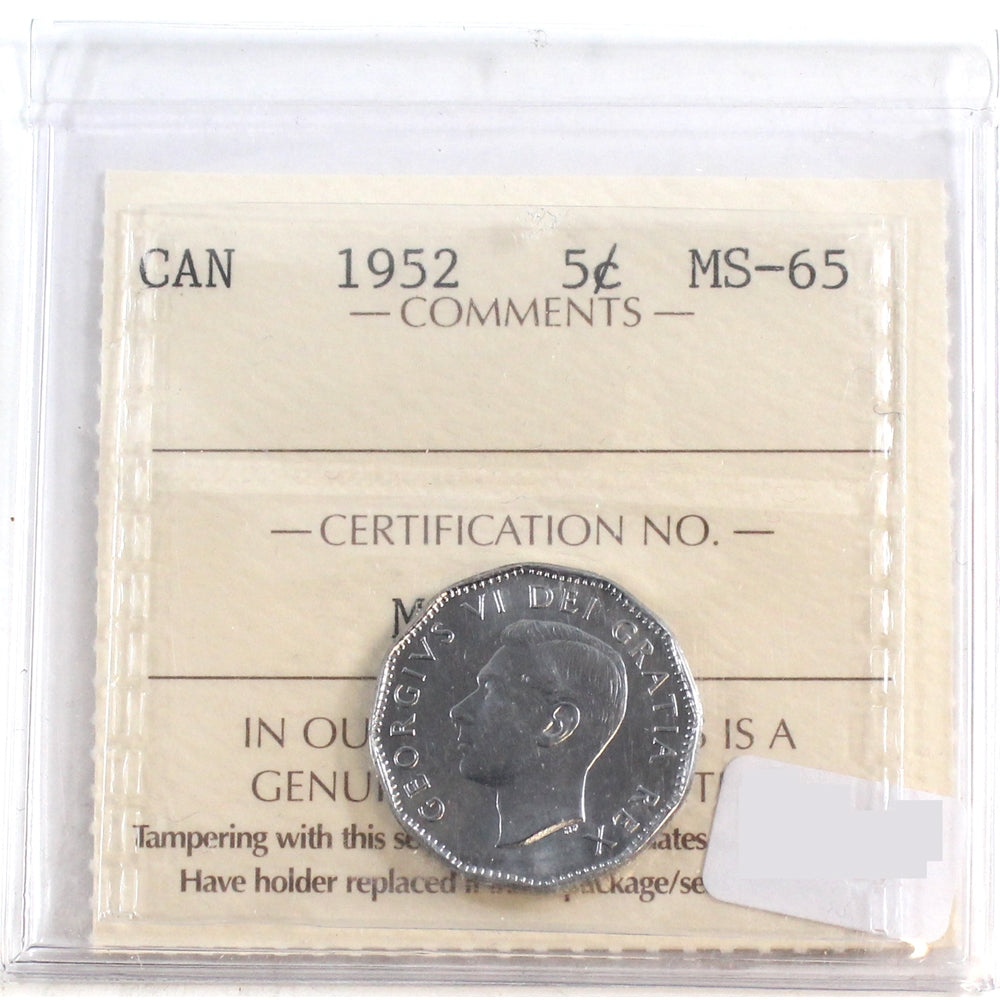 CAN 1952 5¢ MS-65
— COMMENTS —
— CERTIFICATION NO. —
M
GEORGIVS VI DEI GRATIA REX
IN OU IS A
GENUI
Tampering with this se ates
Have holder replaced package/se